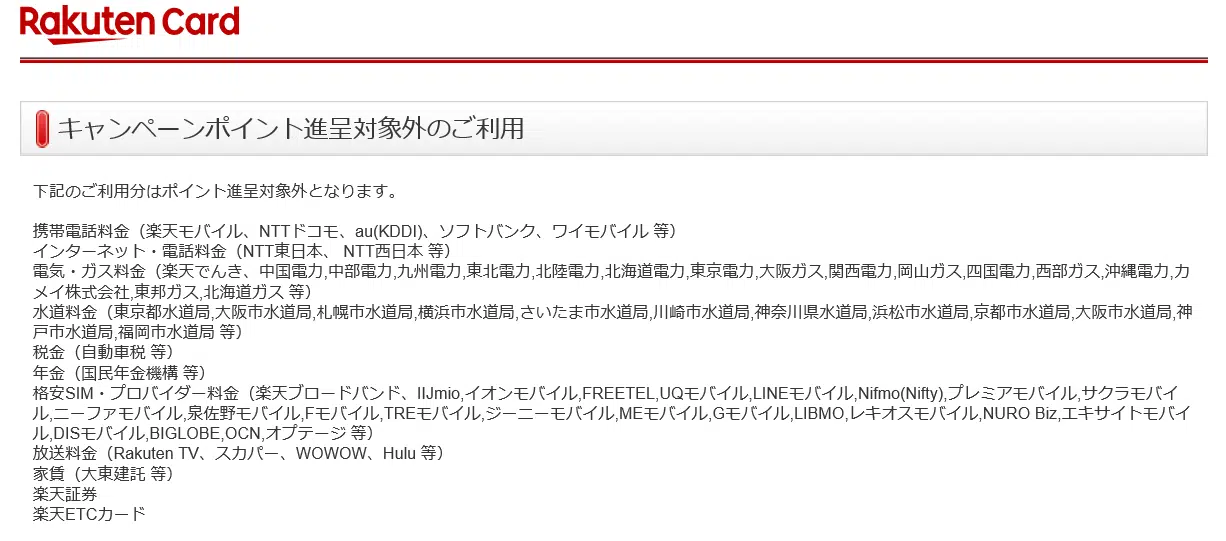 Rakuten Card
キャンペーンポイント進呈対象外のご利用
下記のご利用分はポイント進呈対象外となります。
携帯電話料金（楽天モバイル、NTTドコモ、au(KDDI)、ソフトバンク、ワイモバイル 等）
インターネット・電話料金（NTT東日本、 NTT西日本 等）
電気・ガス料金（楽天でんき、中国電力,中部電力,九州電力,東北電力,北陸電力,北海道電力,東京電力,大阪ガス,関西電力,岡山ガス,四国電力,西部ガス,沖縄電力,カ
メイ株式会社,東邦ガス,北海道ガス 等）
水道料金（東京都水道局,大阪市水道局,札幌市水道局,横浜市水道局,さいたま市水道局,川崎市水道局,神奈川県水道局,浜松市水道局,京都市水道局,大阪市水道局,神
戸市水道局,福岡市水道局 等）
税金（自動車税 等）
年金（国民年金機構 等）
格安SIM・プロバイダー料金（楽天ブロードバンド、IIJmio,イオンモバイル,FREETEL,UQモバイル,LINEモバイル,Nifmo(Nifty),プレミアモバイル,サクラモバイ
ル,ニーファモバイル,泉佐野モバイル,Fモバイル,TREモバイル,ジーニーモバイル,MEモバイル,Gモバイル,LIBMO,レキオスモバイル,NURO Biz,エキサイトモバイ
ル,DISモバイル,BIGLOBE,OCN,オプテージ 等）
放送料金（Rakuten TV、スカパー、WOWOW、Hulu 等）
家賃（大東建託 等）
楽天証券
楽天ETCカード